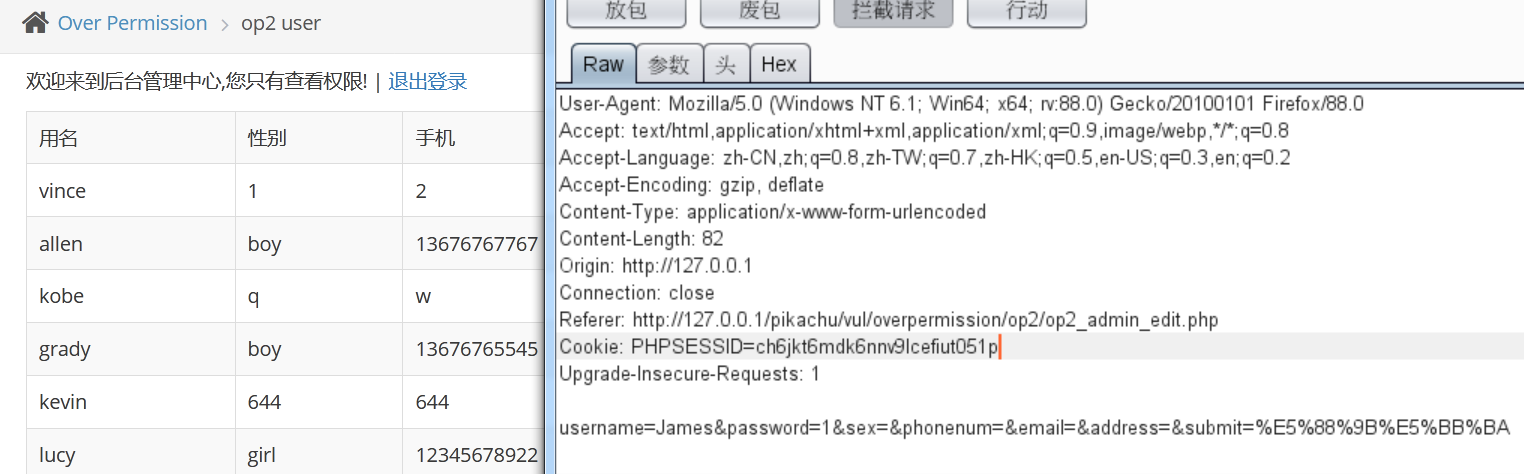 Over Permission > op2 user
欢迎来到后台管理中心,您只有查看权限! | 退出登录
用名 性别 手机
vince 1 2
allen boy 13676767767
kobe q w
grady boy 13676765545
kevin 644 644
lucy girl 12345678922
放包 废包 拦截请求 行动
Raw 参数 头 Hex
User-Agent: Mozilla/5.0 (Windows NT 6.1; Win64; x64; rv:88.0) Gecko/20100101 Firefox/88.0
Accept: text/html,application/xhtml+xml,application/xml;q=0.9,image/webp,*/*;q=0.8
Accept-Language: zh-CN,zh;q=0.8,zh-TW;q=0.7,zh-HK;q=0.5,en-US;q=0.3,en;q=0.2
Accept-Encoding: gzip, deflate
Content-Type: application/x-www-form-urlencoded
Content-Length: 82
Origin: http://127.0.0.1
Connection: close
Referer: http://127.0.0.1/pikachu/vul/overpermission/op2/op2_admin_edit.php
Cookie: PHPSESSID=ch6jkt6mdk6nnv9lcefiut051p
Upgrade-Insecure-Requests: 1
username=James&password=1&sex=&phonenum=&email=&address=&submit=%E5%88%9B%E5%BB%BA